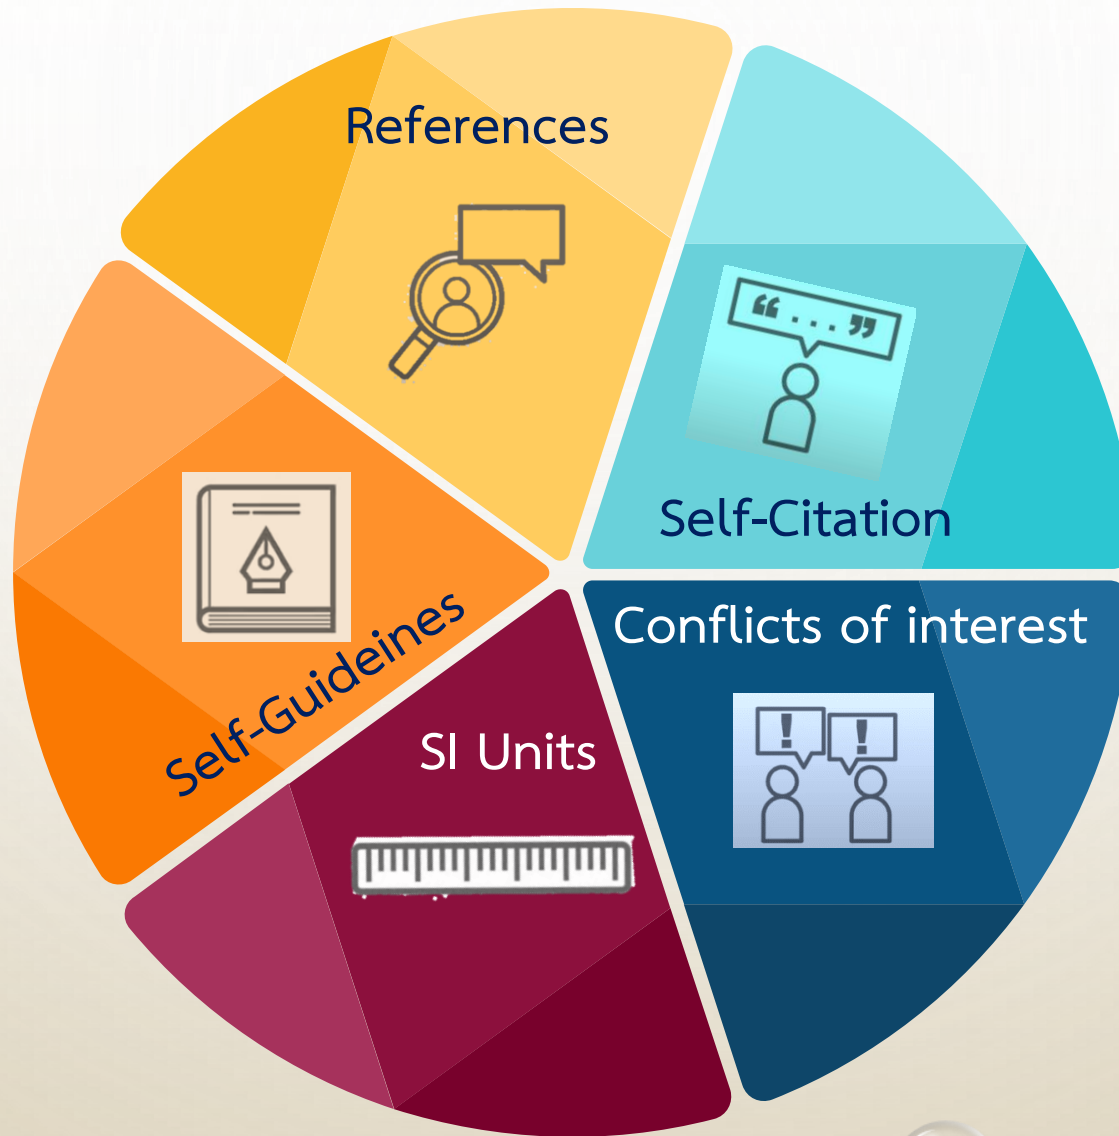 References
“ . . . ”
Self-Citation
Conflicts of interest
! !
Self-Guideines
SI Units